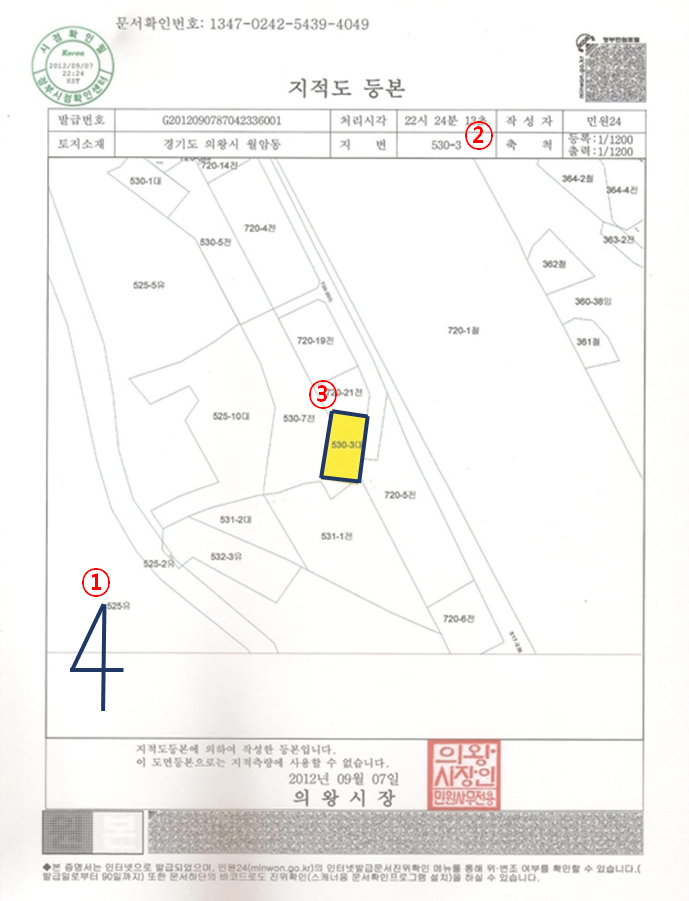 문서확인번호: 1347-0242-5439-4049
시점확인필
Korea
2012/09/07
22:24
KST
정부시점확인센터
지적도 등본
발급번호 G2012090787042336001 처리시각 22시 24분 13초 작성자 민원24
토지소재 경기도 의왕시 월암동 지 번 530-3 ② 축 척 등록:1/1200
출력:1/1200
530-1대
720-14전
364-2철
364-4전
720-4전
530-5전
363-2전
362철
525-5유
360-38임
720-1철
720-19전
361철
③
720-21전
525-10대
530-7전
530-3대
720-5전
531-2대
531-1전
532-3유
525-2유
①
525유
720-6전
지적도등본에 의하여 작성한 등본입니다.
이 도면등본으로는 지적측량에 사용할 수 없습니다.
2012년 09월 07일
의 왕 시 장
의왕
시장인
민원사무전용
◆본 증명서는 인터넷으로 발급되었으며, 민원24(minwon.go.kr)의 인터넷발급문서진위확인 메뉴를 통해 위·변조 여부를 확인할 수 있습니다.(
발급일로부터 90일까지) 또한 문서하단의 바코드로도 진위확인(스캐너용 문서확인프로그램 설치)을 하실 수 있습니다.